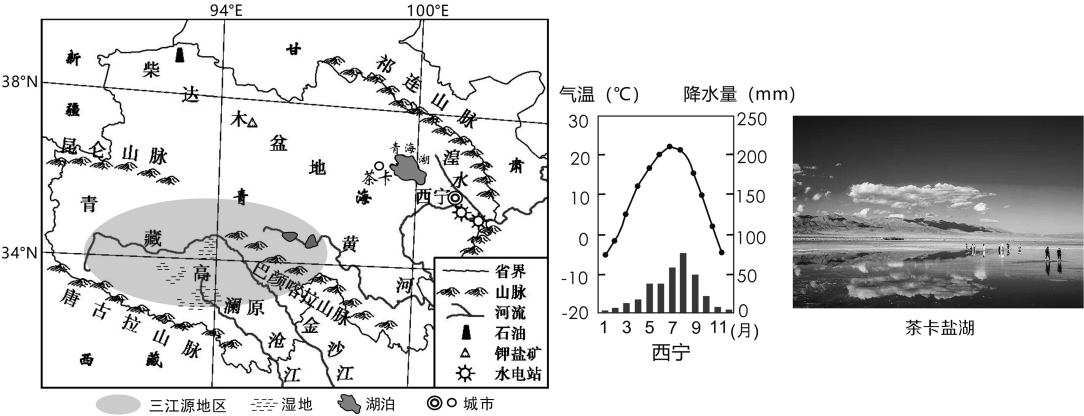 94°E 100°E
38°N
34°N
新疆
甘肃
柴达木盆地
祁连山脉
昆仑山脉
青海湖
茶卡
湟水
西宁
青海
青藏高原
黄河
巴颜喀拉山脉
唐古拉山脉
澜沧江
金沙江
西藏
省界
山脉
河流
石油
钾盐矿
水电站
三江源地区 湿地 湖泊 城市
气温（℃） 降水量（mm）
30 250
20 200
10 150
0 100
-10 50
-20 0
1 3 5 7 9 11 (月)
西宁
茶卡盐湖